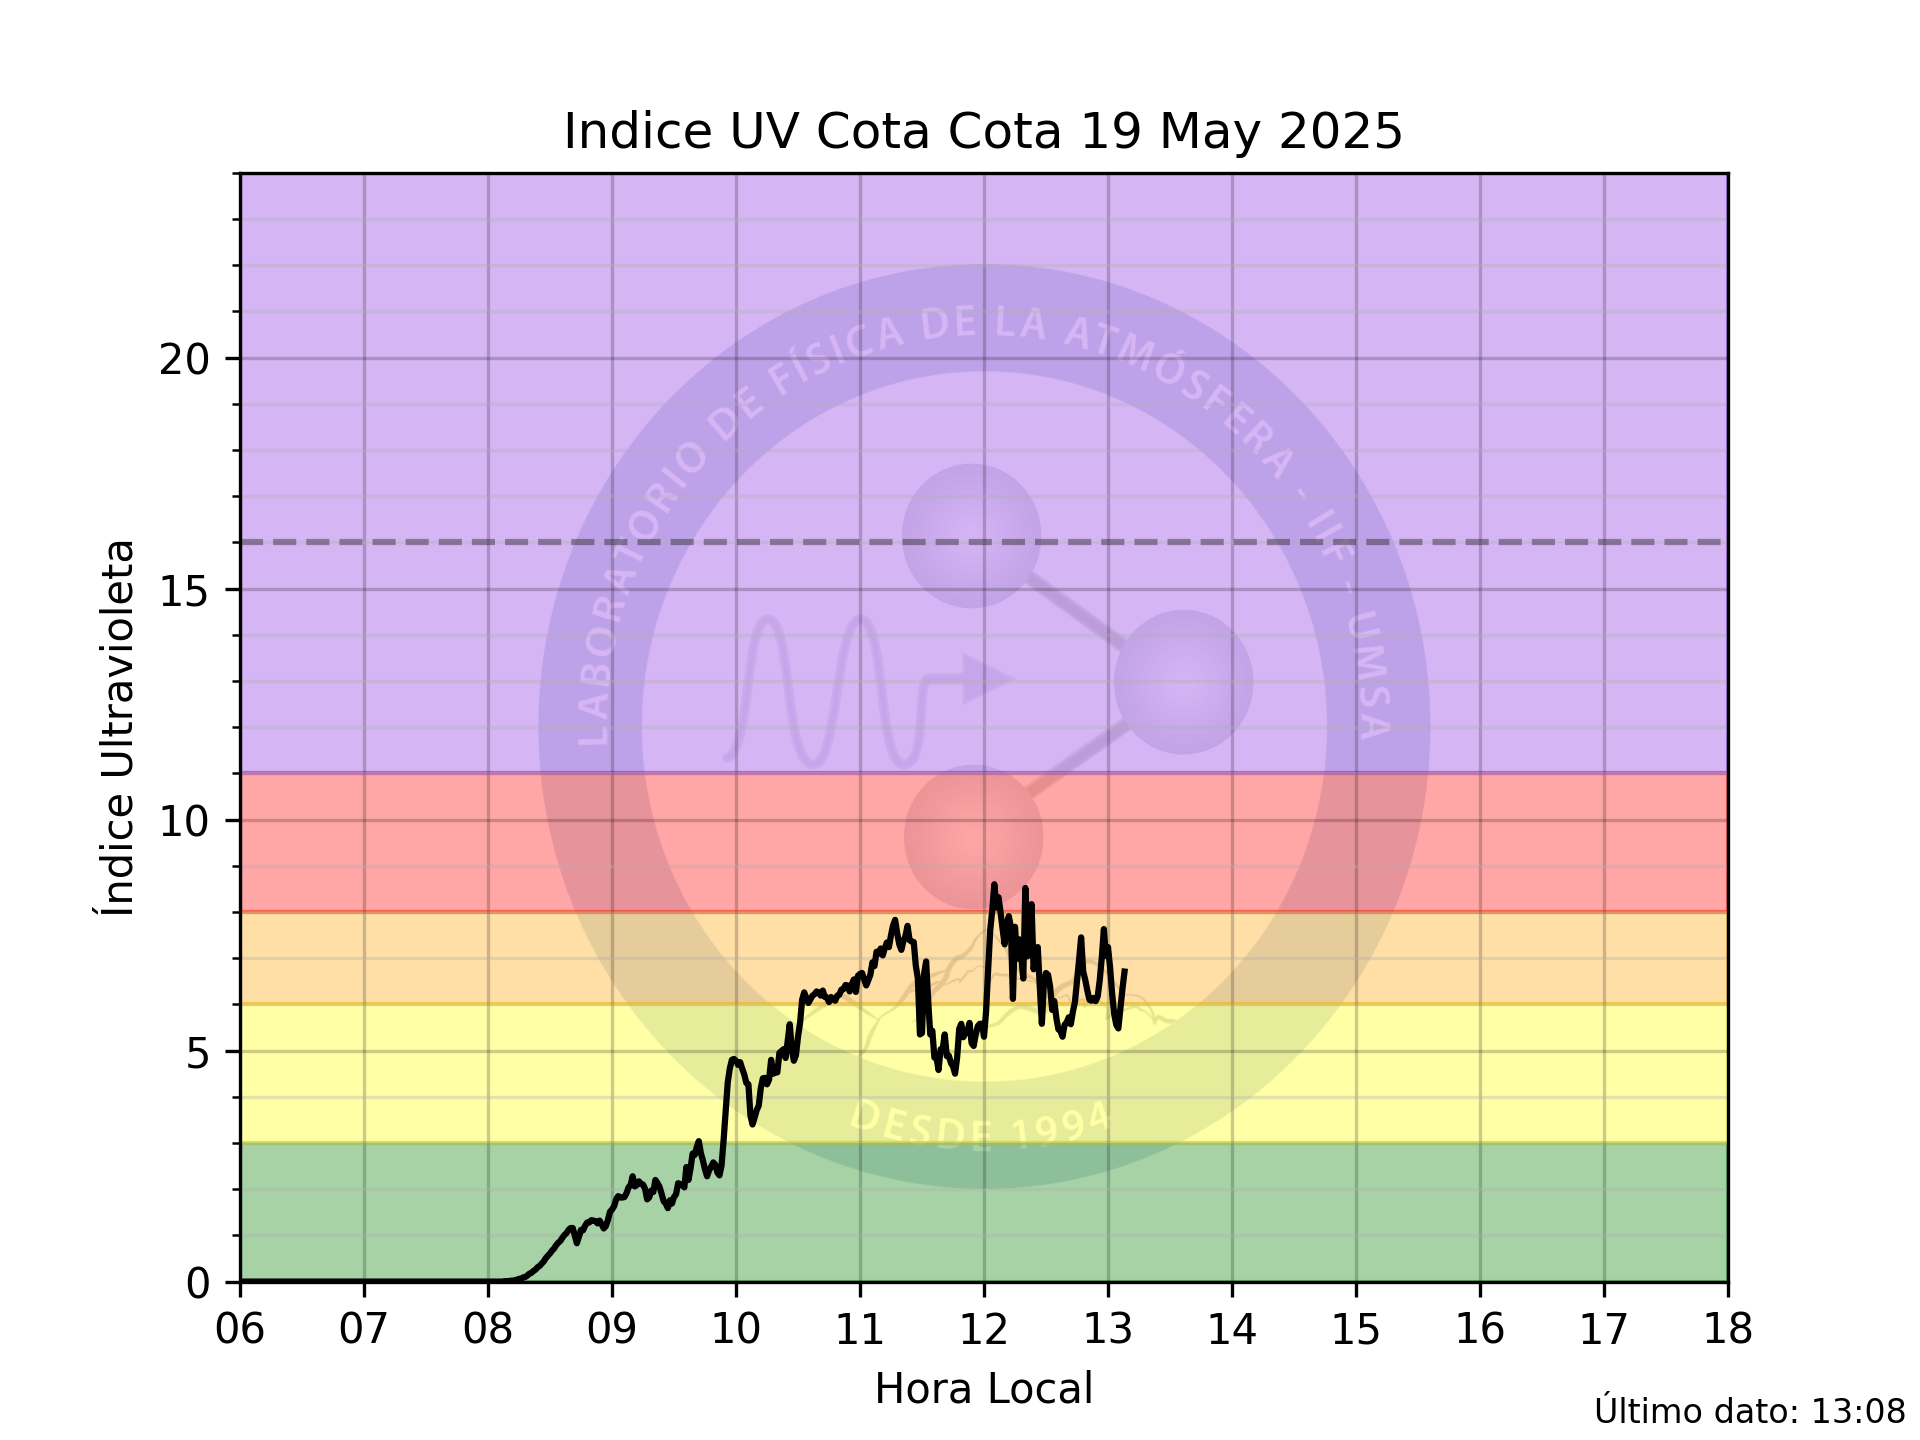 Indice UV Cota Cota 19 May 2025
LABORATORIO DE FÍSICA DE LA ATMÓSFERA - IIF - UMSA
DESDE 1994
Índice Ultravioleta
20
15
10
5
0
06 07 08 09 10 11 12 13 14 15 16 17 18
Hora Local
Último dato: 13:08